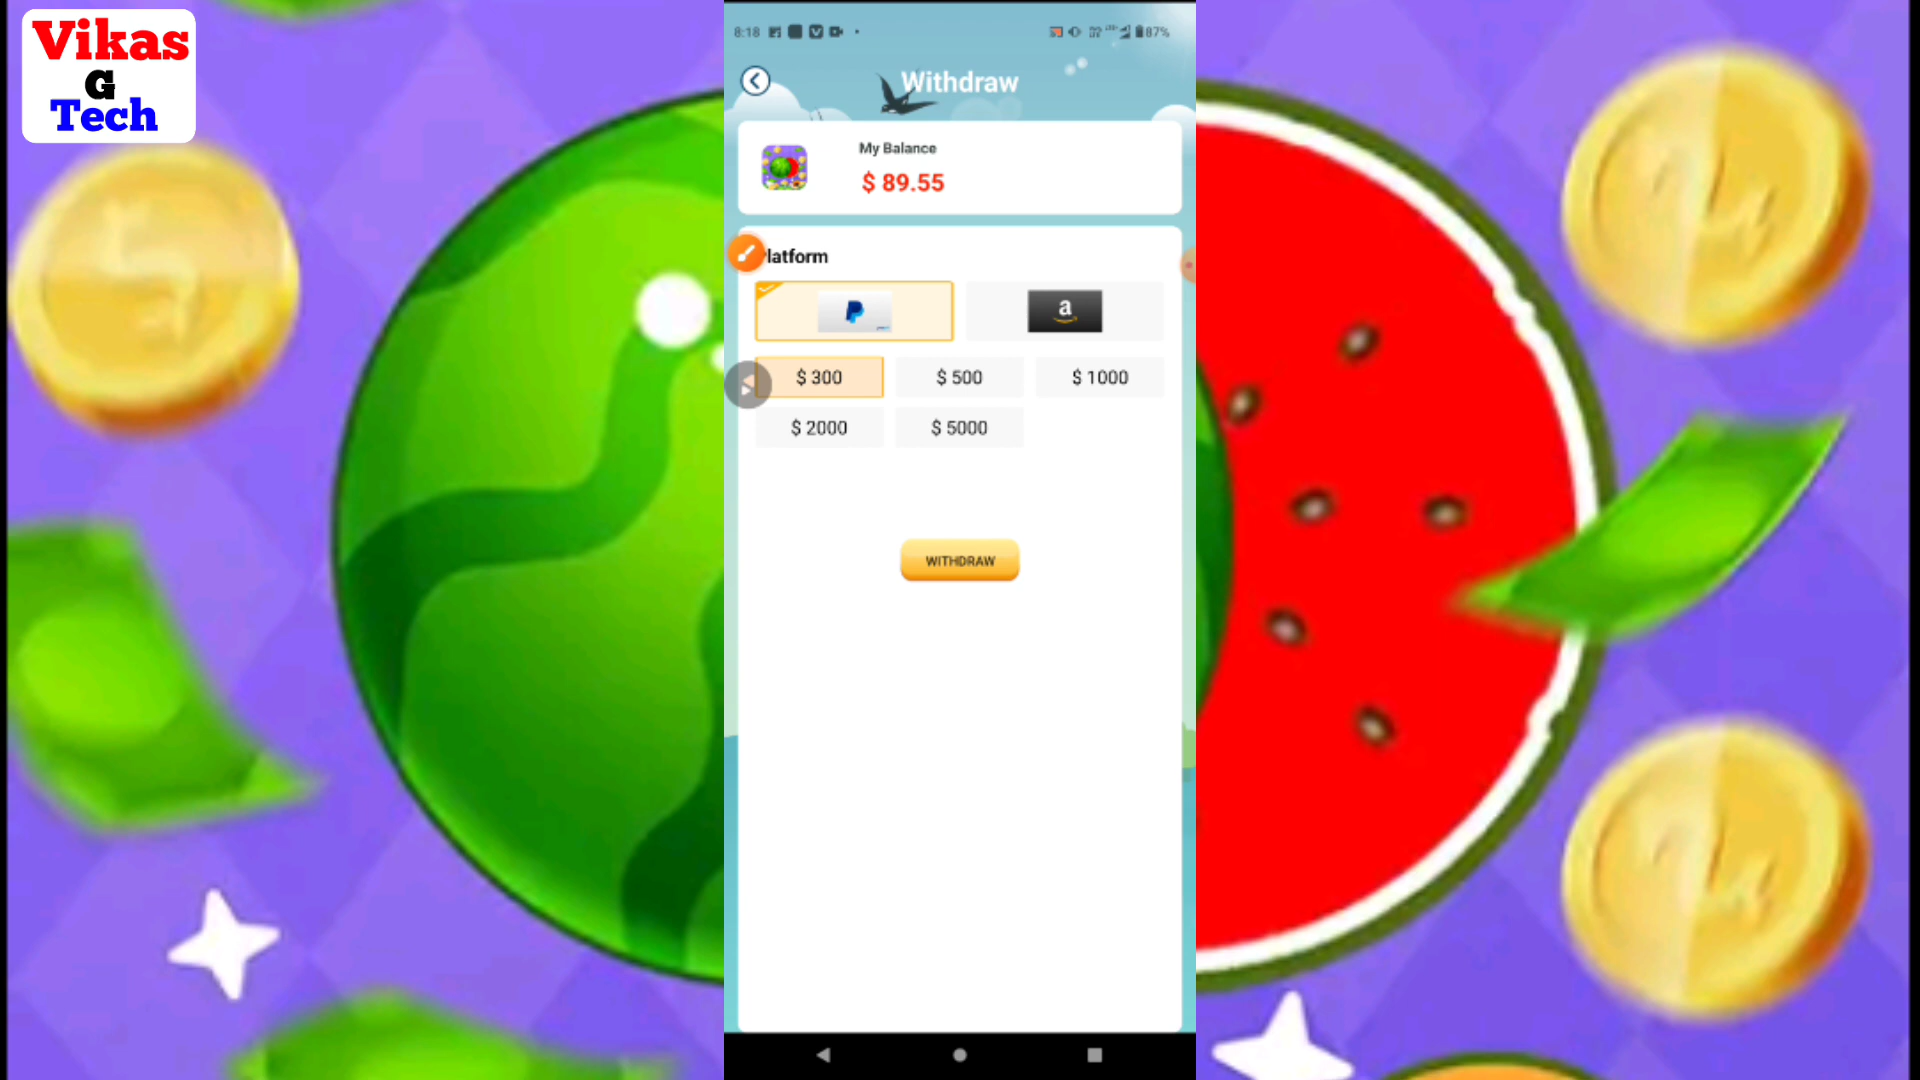 Vikas
G
Tech
8:18
87%
Withdraw
My Balance
$ 89.55
latform
a
$ 300
$ 500
$ 1000
$ 2000
$ 5000
WITHDRAW